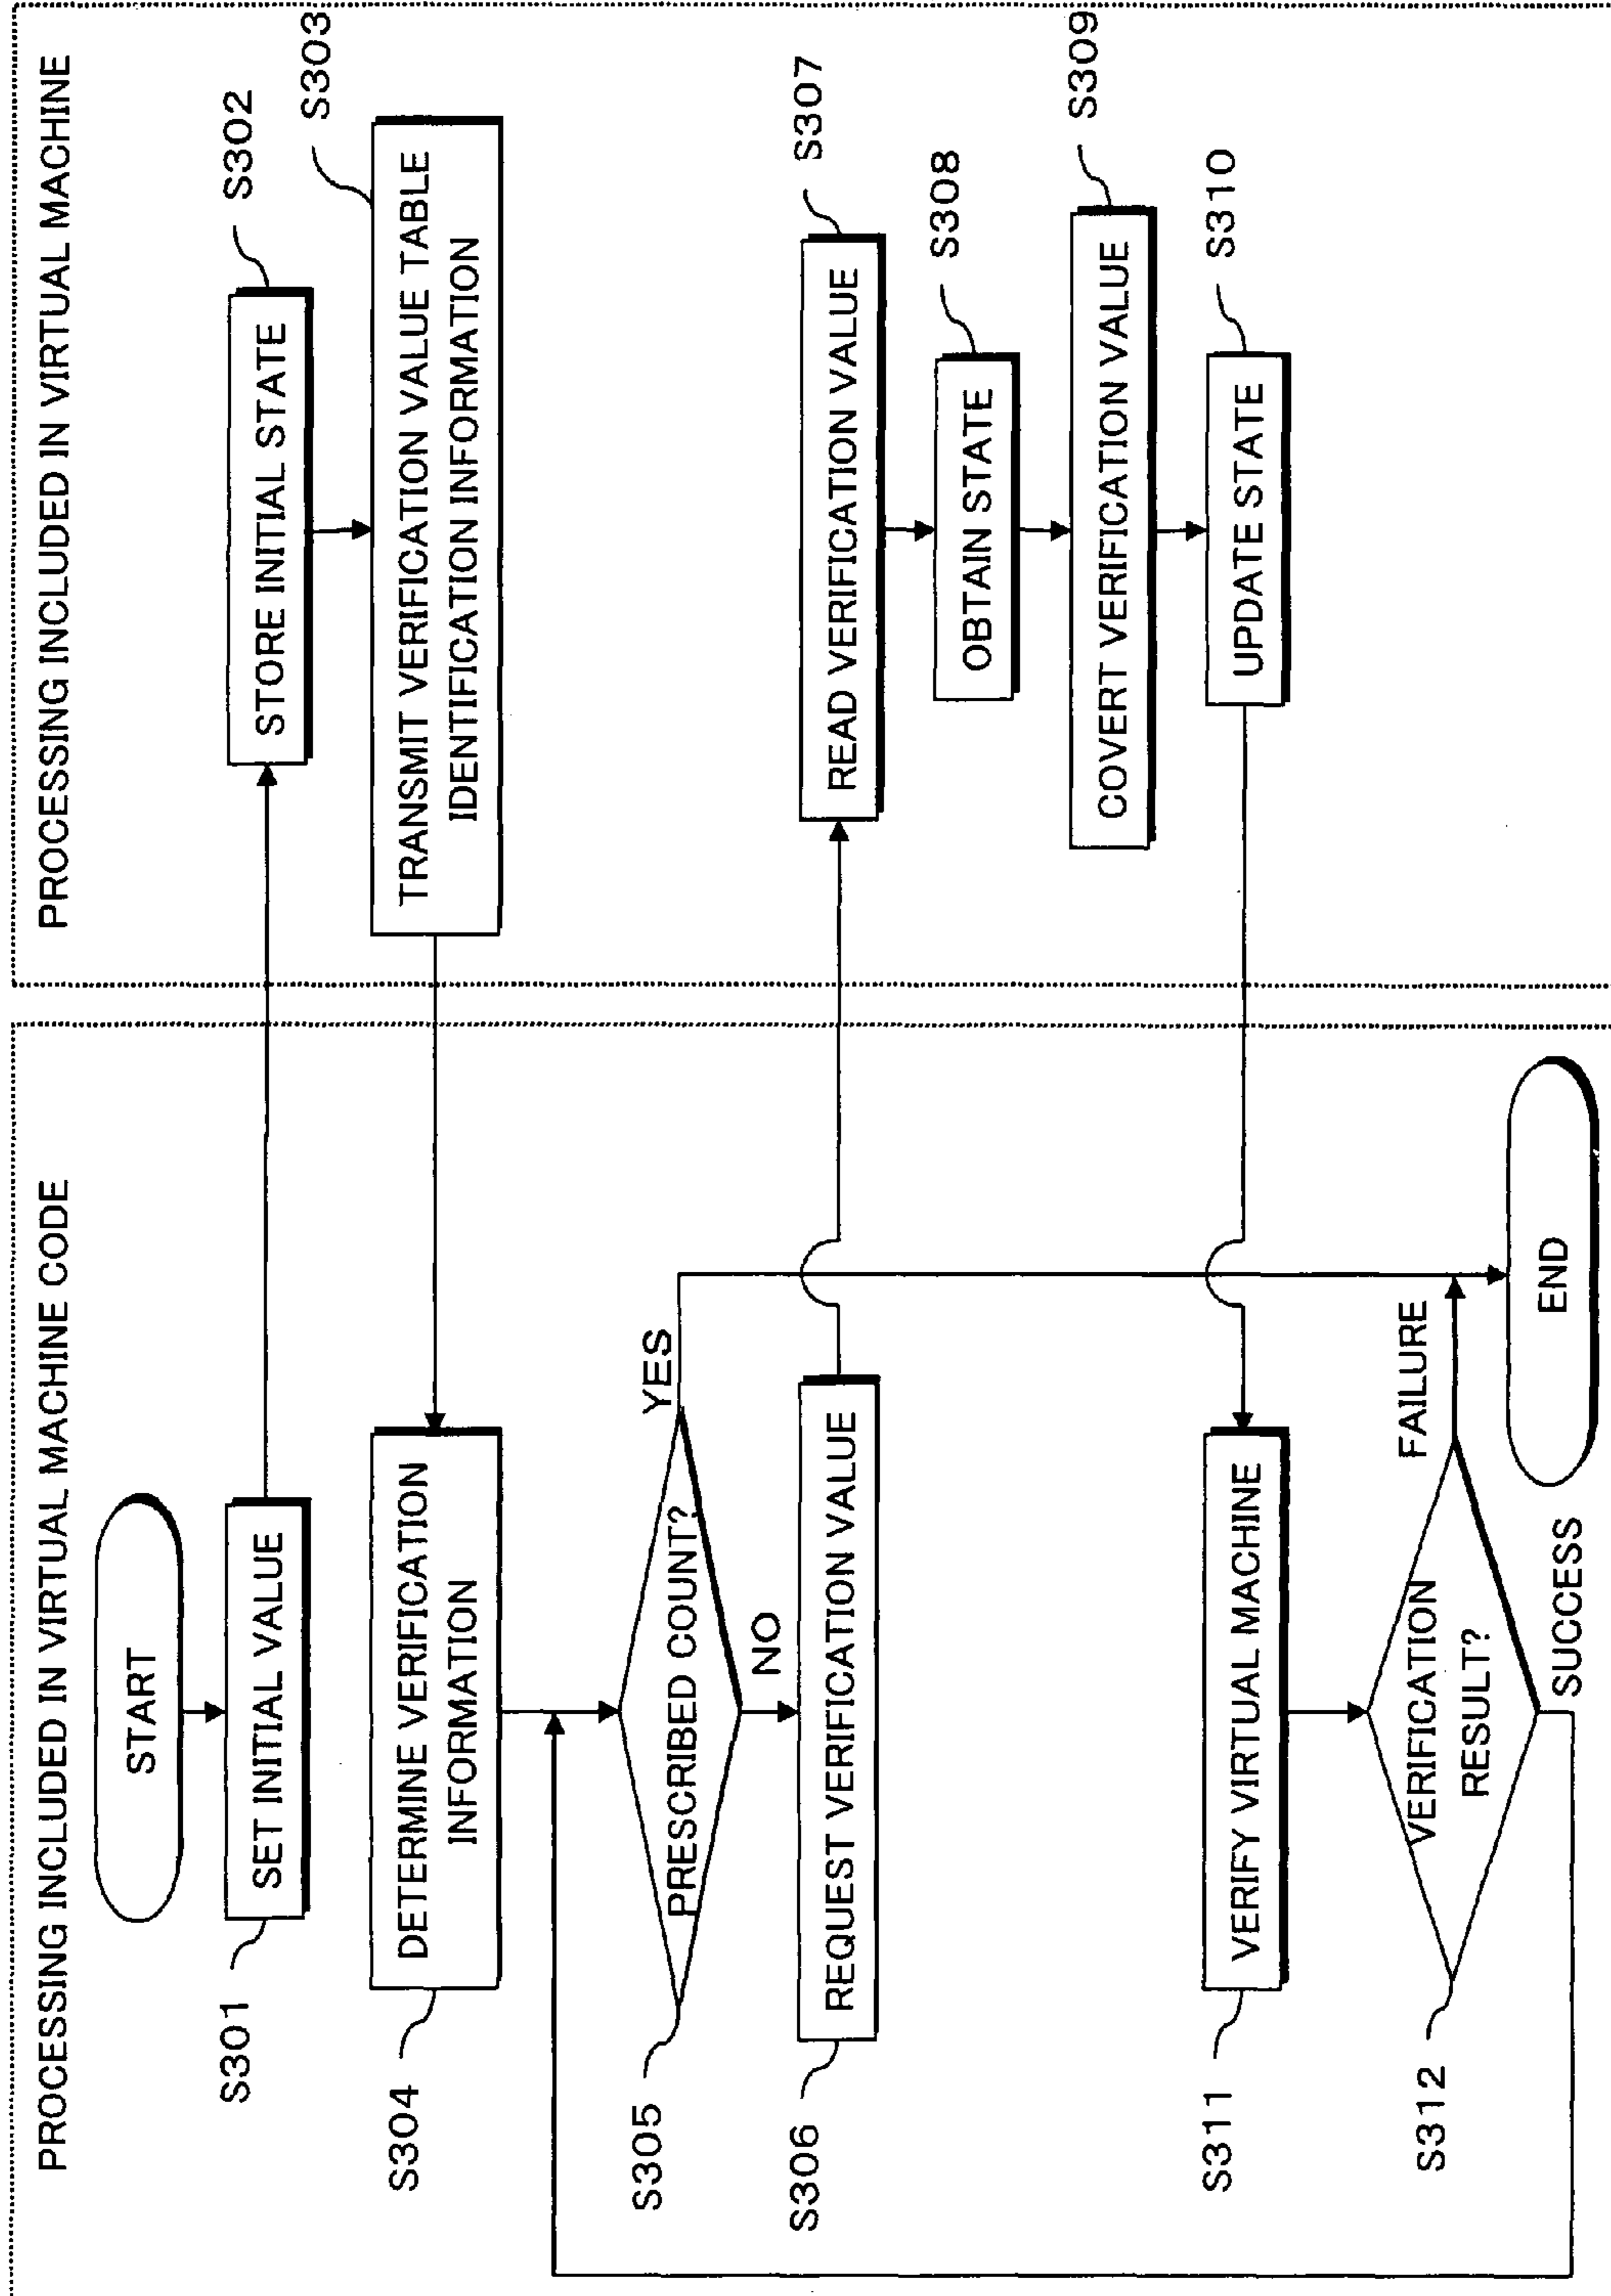 PROCESSING INCLUDED IN VIRTUAL MACHINE CODE
START
S301
SET INITIAL VALUE
S304
DETERMINE VERIFICATION
INFORMATION
S305
PRESCRIBED COUNT?
YES
NO
S306
REQUEST VERIFICATION VALUE
S311
VERIFY VIRTUAL MACHINE
S312
VERIFICATION
RESULT?
FAILURE
SUCCESS
END
PROCESSING INCLUDED IN VIRTUAL MACHINE
S302
STORE INITIAL STATE
S303
TRANSMIT VERIFICATION VALUE TABLE
IDENTIFICATION INFORMATION
S307
READ VERIFICATION VALUE
S308
OBTAIN STATE
S309
COVERT VERIFICATION VALUE
S310
UPDATE STATE